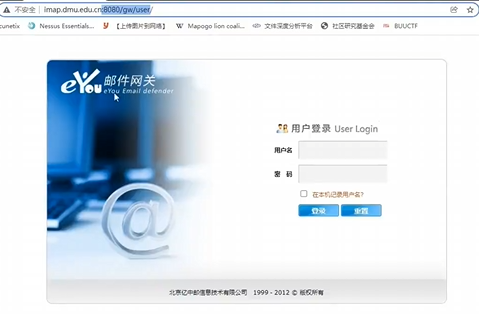 不安全 | imap.dmu.edu.cn:8080/gw/user/
cunetix Nessus Essentials... 【上传图片到网络】 Mapogo lion coali... 文件深度分析平台 社区研究基金会 BUUCTF
eYou 邮件网关
eYou Email defender
用户登录 User Login
用户名
密 码
在本机记录用户名?
登录 重置
北京亿中邮信息技术有限公司 1999 - 2012 © 版权所有